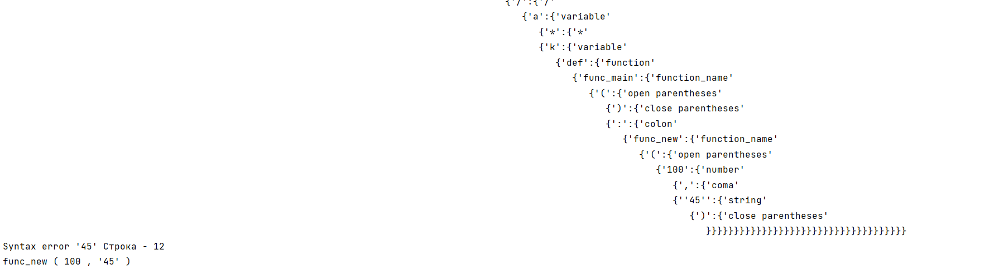 {'/':{'/'
{'a':{'variable'
{'*':{'*'
{'k':{'variable'
{'def':{'function'
{'func_main':{'function_name'
{'(':{'open parentheses'
{')':{'close parentheses'
{':':{'colon'
{'func_new':{'function_name'
{'(':{'open parentheses'
{'100':{'number'
{',':{'coma'
{''45'':{'string'
{')':{'close parentheses'
}}}}}}}}}}}}}}}}}}}}}}}}}}}}}}}}}}}}
Syntax error '45' Строка - 12
func_new ( 100 , '45' )